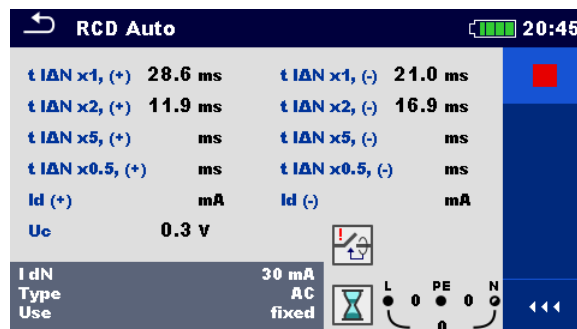 RCD Auto 20:45
t IΔN x1, (+) 28.6 ms t IΔN x1, (-) 21.0 ms
t IΔN x2, (+) 11.9 ms t IΔN x2, (-) 16.9 ms
t IΔN x5, (+) ms t IΔN x5, (-) ms
t IΔN x0.5, (+) ms t IΔN x0.5, (-) ms
Id (+) mA Id (-) mA
Uc 0.3 V
I dN 30 mA
Type AC
Use fixed
L PE N
0 0
0